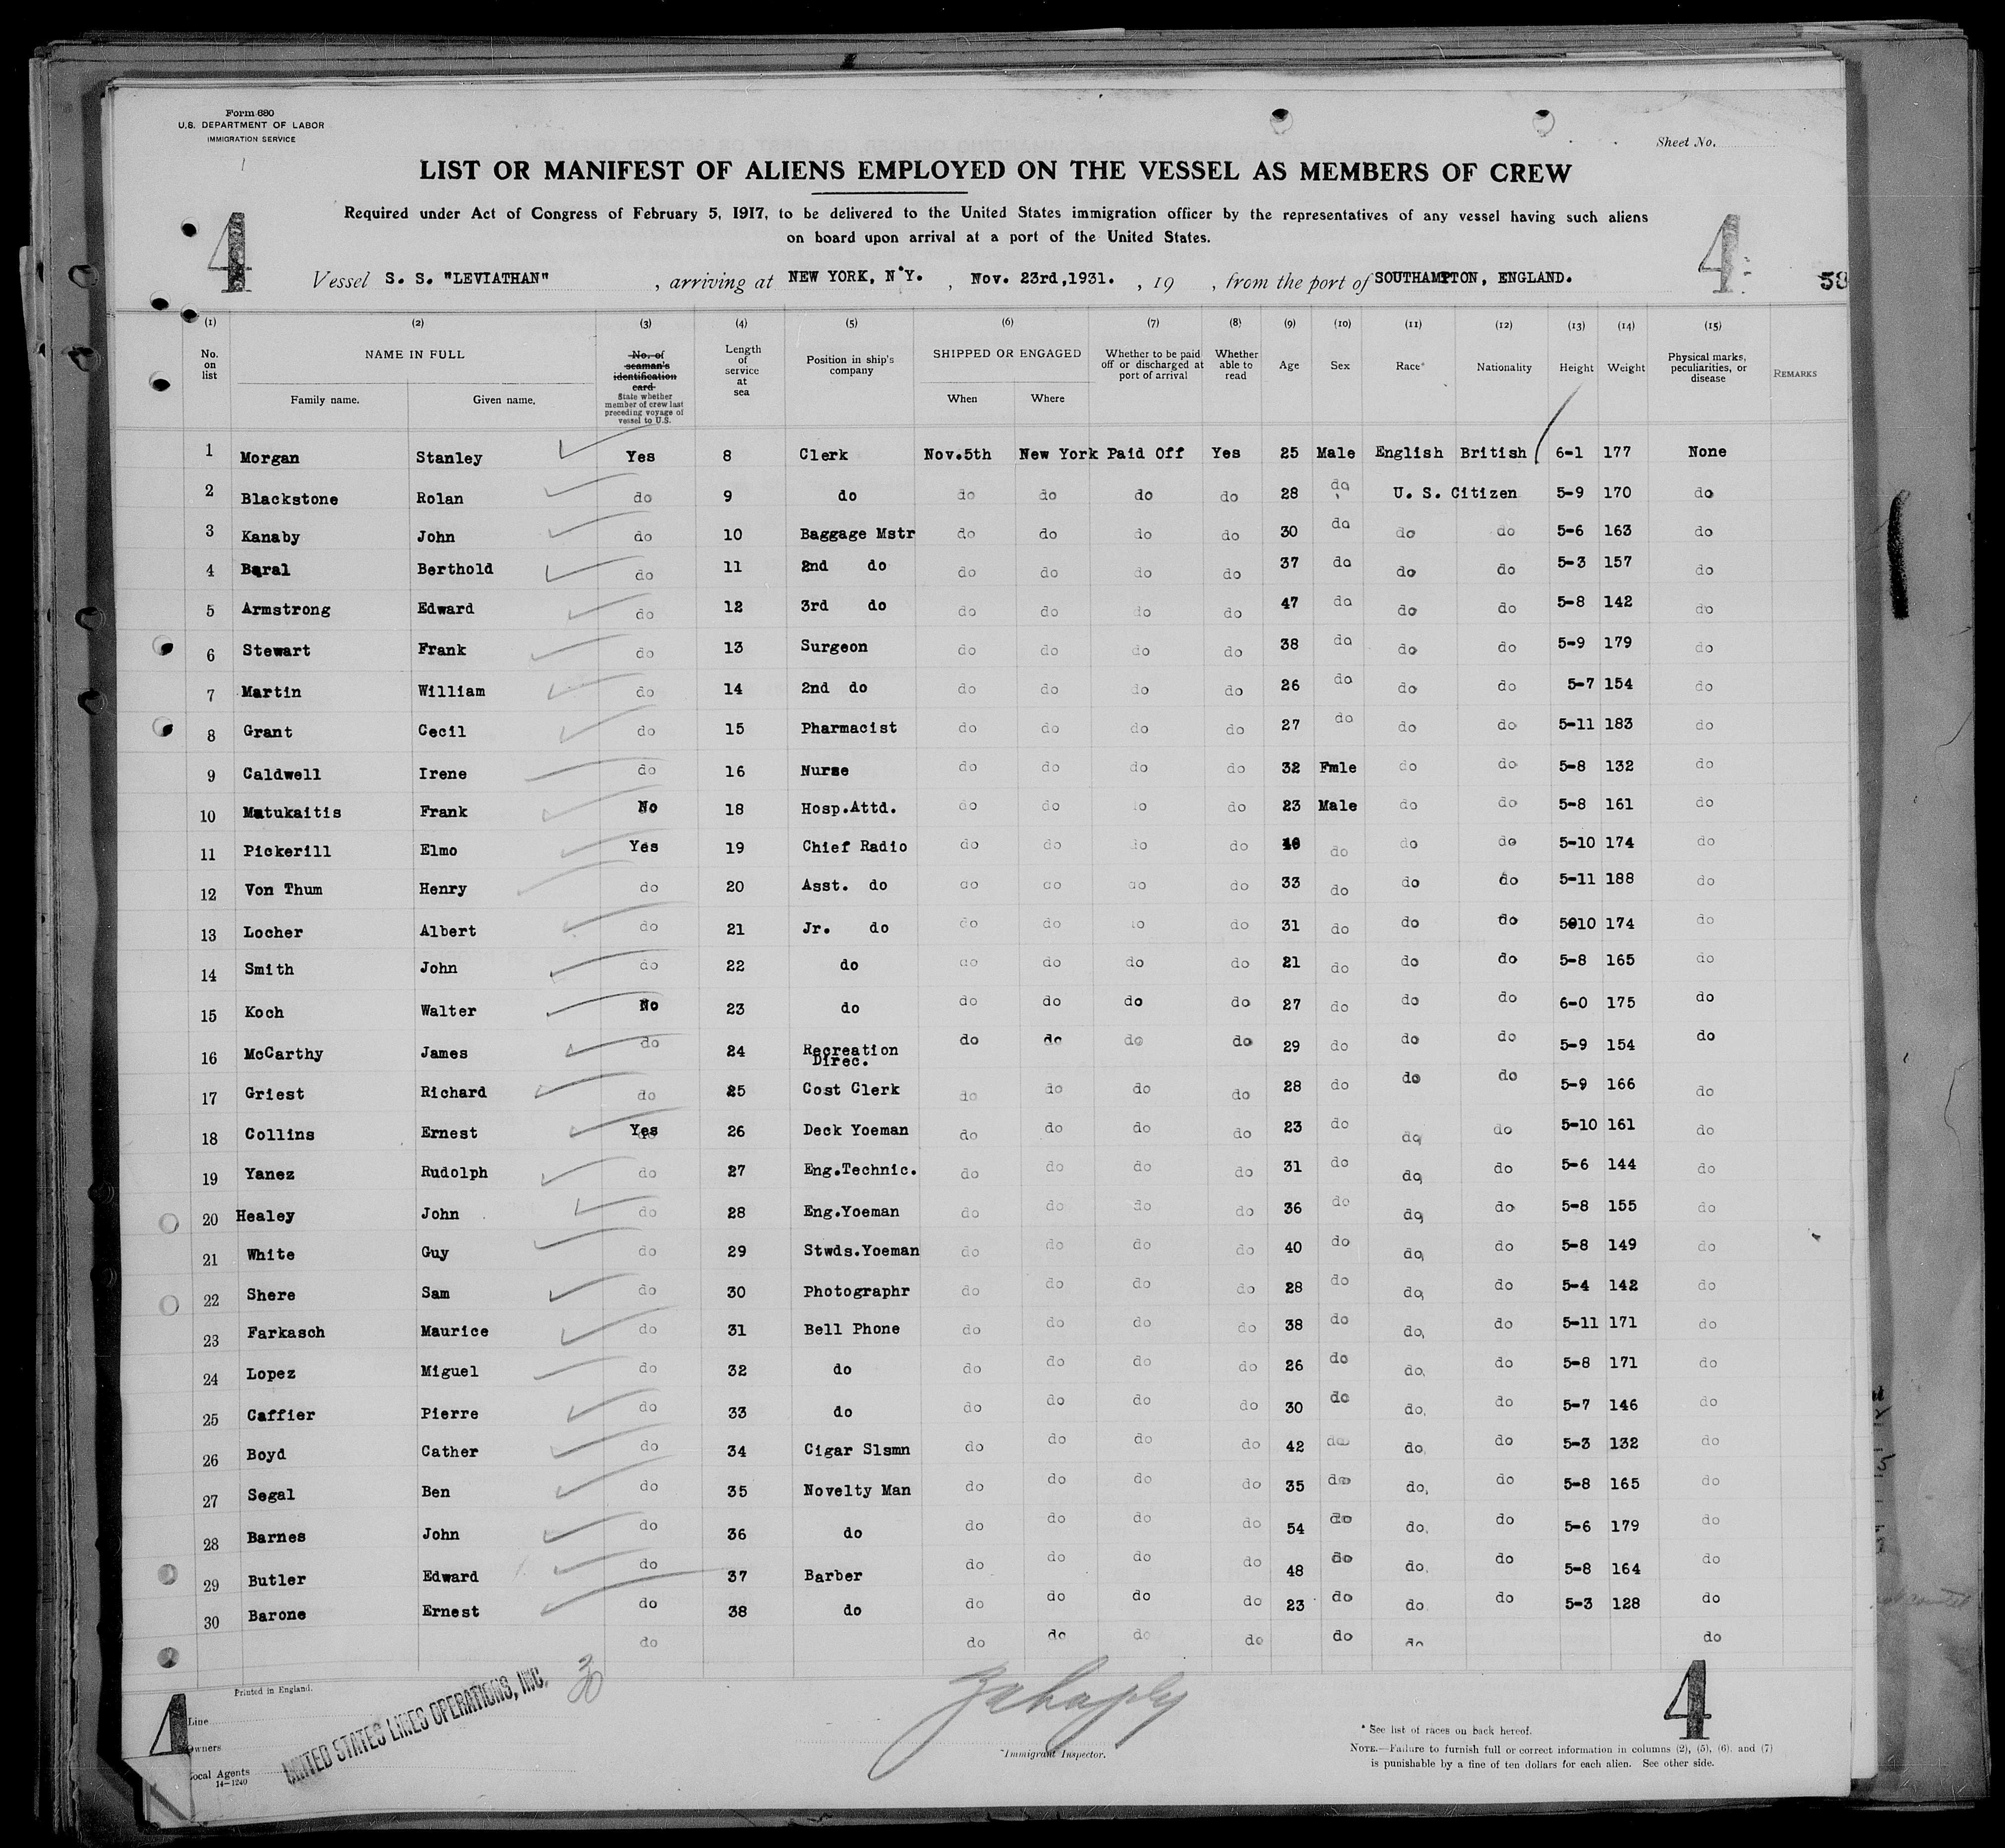 Form 680
U.S. DEPARTMENT OF LABOR
IMMIGRATION SERVICE
Sheet No.
LIST OR MANIFEST OF ALIENS EMPLOYED ON THE VESSEL AS MEMBERS OF CREW
Required under Act of Congress of February 5, 1917, to be delivered to the United States immigration officer by the representatives of any vessel having such aliens
on board upon arrival at a port of the United States.
4 4
Vessel S. S. "LEVIATHAN" , arriving at NEW YORK, N.Y. , Nov. 23rd,1931. , 19 , from the port of SOUTHAMPTON, ENGLAND. 58
(1) (2) (3) (4) (5) (6) (7) (8) (9) (10) (11) (12) (13) (14) (15)
No. on list NAME IN FULL Family name. Given name. No. of seaman's identification card State whether member of crew last preceding voyage of vessel to U.S. Length of service at sea Position in ship's company SHIPPED OR ENGAGED When Where Whether to be paid off or discharged at port of arrival Whether able to read Age Sex Race* Nationality Height Weight Physical marks, peculiarities, or disease REMARKS
1 Morgan Stanley Yes 8 Clerk Nov.5th New York Paid Off Yes 25 Male English British 6-1 177 None
2 Blackstone Rolan do 9 do do do do do 28 do U. S. Citizen 5-9 170 do
3 Kanaby John do 10 Baggage Mstr do do do do 30 do do do 5-6 163 do
4 Baral Berthold do 11 2nd do do do do do 37 do do do 5-3 157 do
5 Armstrong Edward do 12 3rd do do do do do 47 do do do 5-8 142 do
6 Stewart Frank do 13 Surgeon do do do do 38 do do do 5-9 179 do
7 Martin William do 14 2nd do do do do do 26 do do do 5-7 154 do
8 Grant Cecil do 15 Pharmacist do do do do 27 do do do 5-11 183 do
9 Caldwell Irene do 16 Nurse do do do do 32 Fmle do do 5-8 132 do
10 Matukaitis Frank No 18 Hosp.Attd. do do do do 23 Male do do 5-8 161 do
11 Pickerill Elmo Yes 19 Chief Radio do do do do do do do 5-10 174 do
12 Von Thum Henry do 20 Asst. do do do do do 33 do do do 5-11 188 do
13 Locher Albert do 21 Jr. do do do do do 31 do do do 5010 174 do
14 Smith John do 22 do do do do do 21 do do do 5-8 165 do
15 Koch Walter No 23 do do do do do 27 do do do 6-0 175 do
16 McCarthy James do 24 Recreation Direc. do do do do 29 do do do 5-9 154 do
17 Griest Richard do 25 Cost Clerk do do do do 28 do do do 5-9 166 do
18 Collins Ernest Yes 26 Deck Yoeman do do do do 23 do do do 5-10 161 do
19 Yanez Rudolph do 27 Eng.Technic. do do do do 31 do do do 5-6 144 do
20 Healey John do 28 Eng.Yoeman do do do do 36 do do do 5-8 155 do
21 White Guy do 29 Stwds.Yoeman do do do do 40 do do do 5-8 149 do
22 Shere Sam do 30 Photographr do do do do 28 do do do 5-4 142 do
23 Farkasch Maurice do 31 Bell Phone do do do do 38 do do do 5-11 171 do
24 Lopez Miguel do 32 do do do do do 26 do do do 5-8 171 do
25 Caffier Pierre do 33 do do do do do 30 do do do 5-7 146 do
26 Boyd Cather do 34 Cigar Slsmn do do do do 42 do do do 5-3 132 do
27 Segal Ben do 35 Novelty Man do do do do 35 do do do 5-8 165 do
28 Barnes John do 36 do do do do do 54 do do do 5-6 179 do
29 Butler Edward do 37 Barber do do do do 48 do do do 5-8 164 do
30 Barone Ernest do 38 do do do do do 23 do do do 5-3 128 do
do do do do do do do do
30
Printed in England.
4 4
Line
Owners
Local Agents
14-1240
UNITED STATES LINES OPERATIONS, INC.
Immigrant Inspector.
* See list of races on back hereof.
NOTE.—Failure to furnish full or correct information in columns (2), (5), (6), and (7)
is punishable by a fine of ten dollars for each alien. See other side.